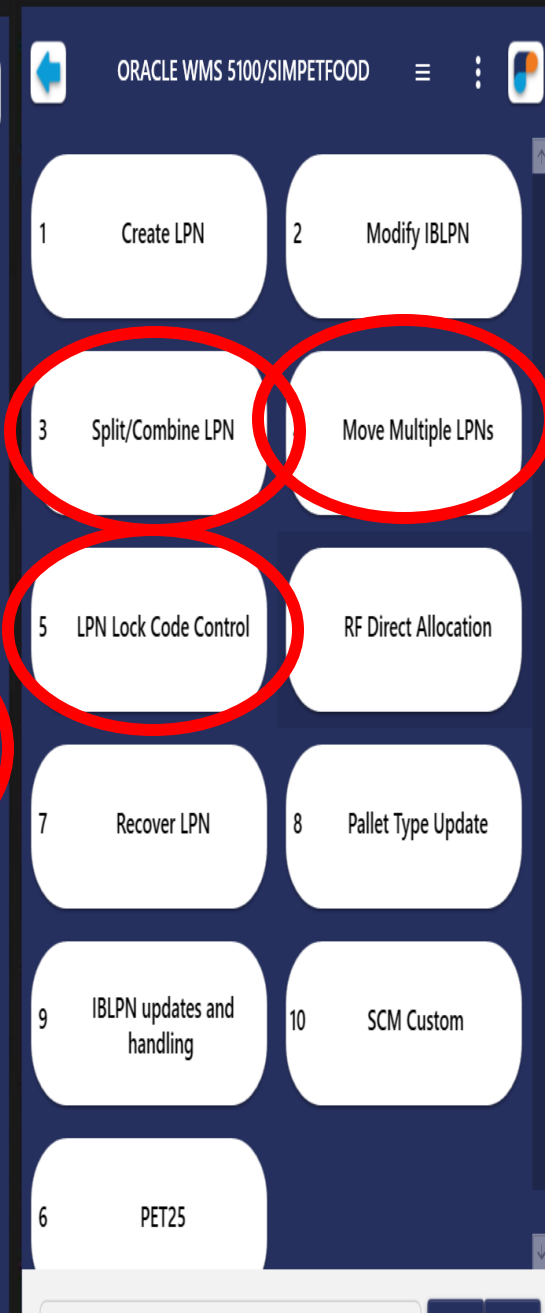 ORACLE WMS 5100/SIMPETFOOD
1 Create LPN
2 Modify IBLPN
3 Split/Combine LPN
Move Multiple LPNs
5 LPN Lock Code Control
RF Direct Allocation
7 Recover LPN
8 Pallet Type Update
9 IBLPN updates and
handling
10 SCM Custom
6 PET25